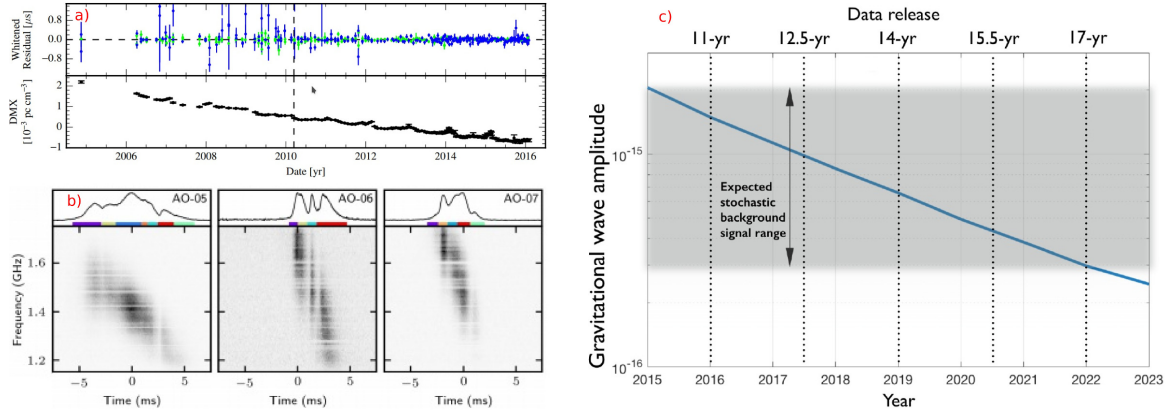 a)
Whitened
Residual [μs]
0.8
0.0
−0.8
DMX
[10⁻³ pc cm⁻³]
2
1
0
−1
2006
2008
2010
2012
2014
2016
Date [yr]
b)
AO-05
AO-06
AO-07
Frequency (GHz)
1.6
1.4
1.2
−5
0
5
−5
0
5
−5
0
5
Time (ms)
Time (ms)
Time (ms)
c)
Data release
11-yr
12.5-yr
14-yr
15.5-yr
17-yr
Gravitational wave amplitude
10⁻¹⁵
10⁻¹⁶
Expected
stochastic
background
signal range
2015
2016
2017
2018
2019
2020
2021
2022
2023
Year